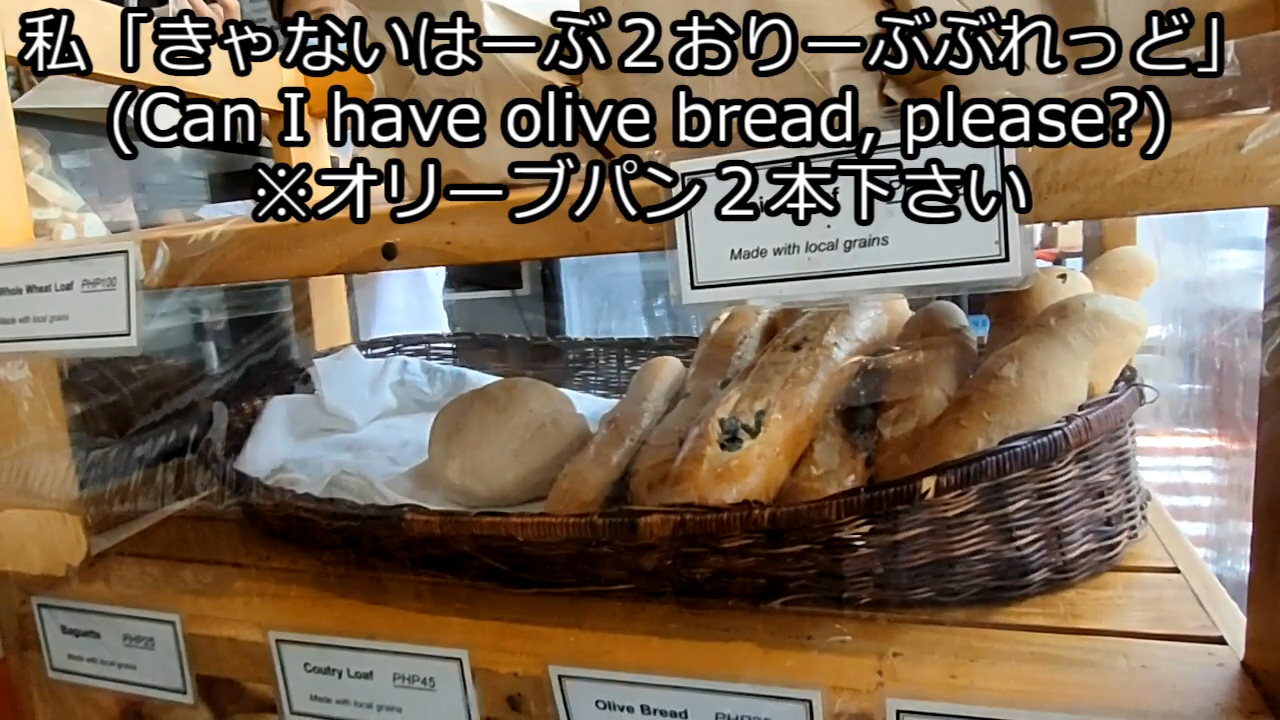 私「きゃないはーぶ２おりーぶぶれっど」
(Can I have olive bread, please?)
※オリーブパン２本下さい
Made with local grains
Whole Wheat Loaf PHP100
Made with local grains
Baguette PHP25
Made with local grains
Coutry Loaf PHP45
Made with local grains
Olive Bread